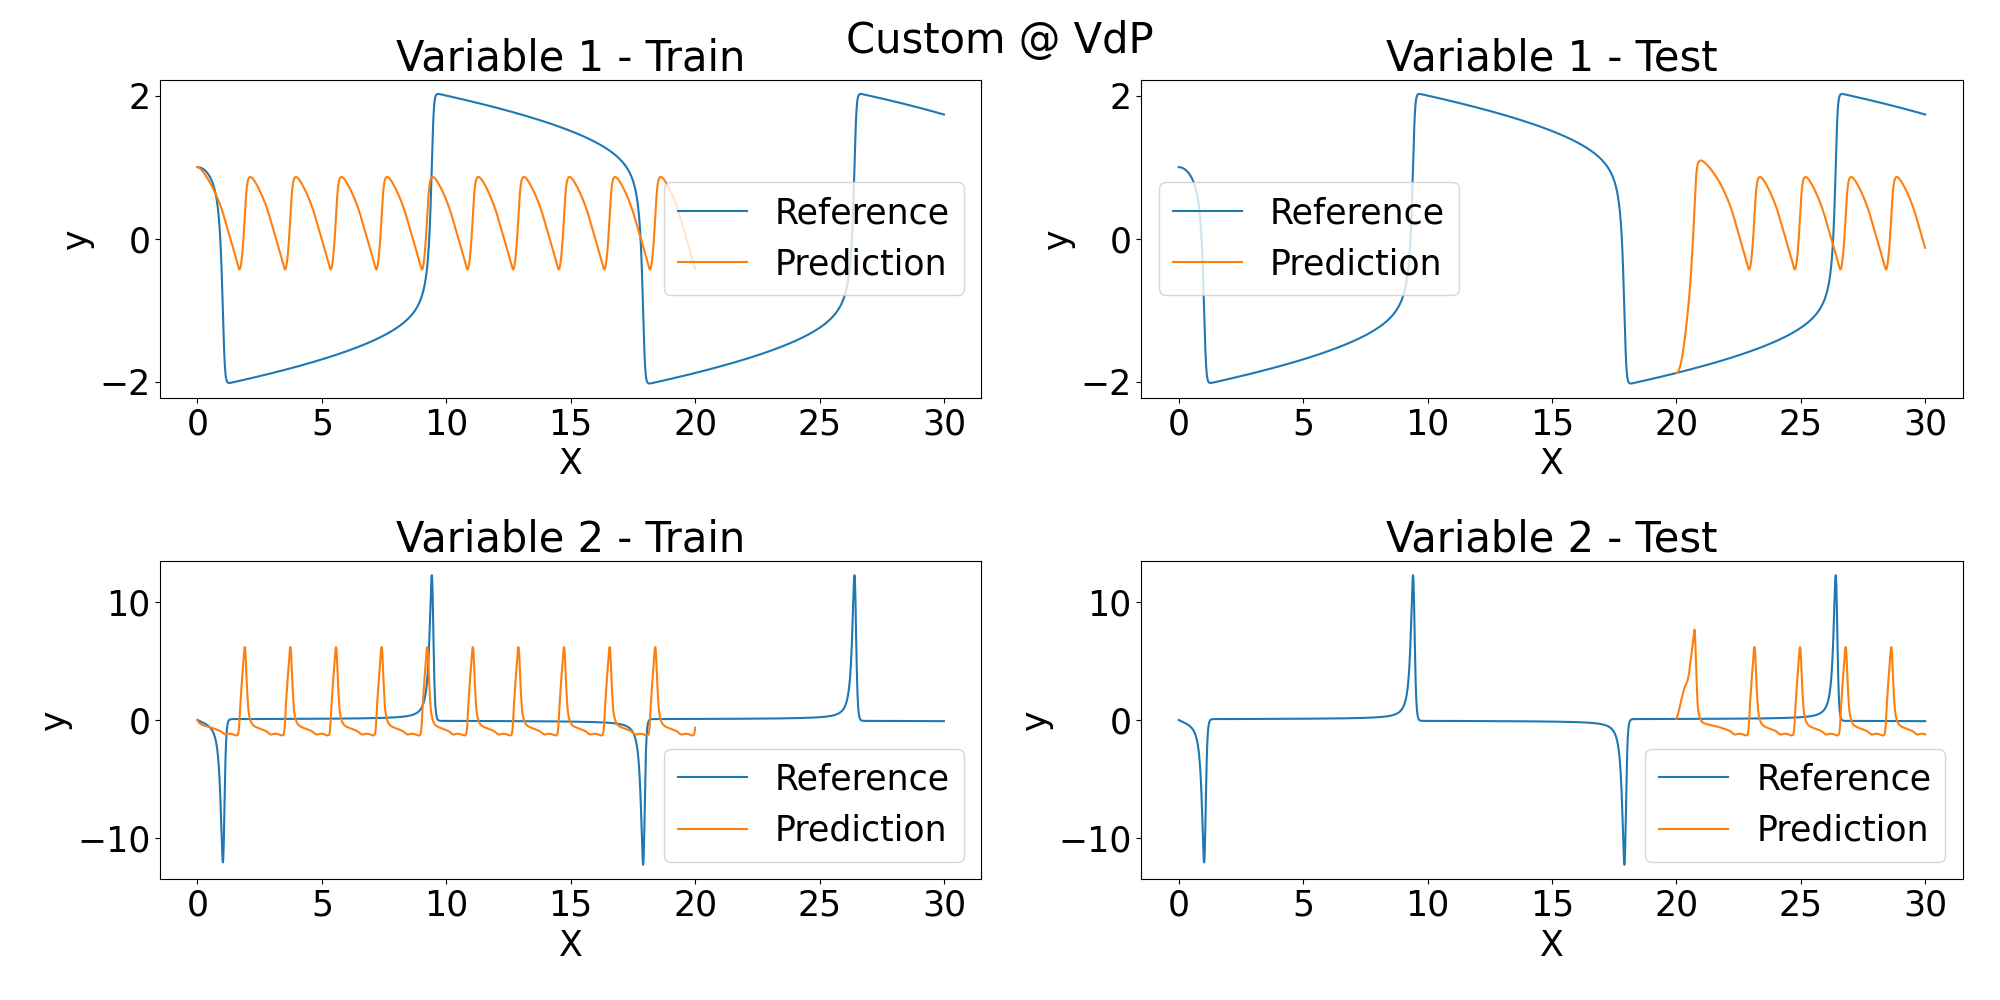 Custom @ VdP
Variable 1 - Train
2
0
−2
y
0 5 10 15 20 25 30
X
Reference
Prediction
Variable 1 - Test
2
0
−2
y
0 5 10 15 20 25 30
X
Reference
Prediction
Variable 2 - Train
10
0
−10
y
0 5 10 15 20 25 30
X
Reference
Prediction
Variable 2 - Test
10
0
−10
y
0 5 10 15 20 25 30
X
Reference
Prediction